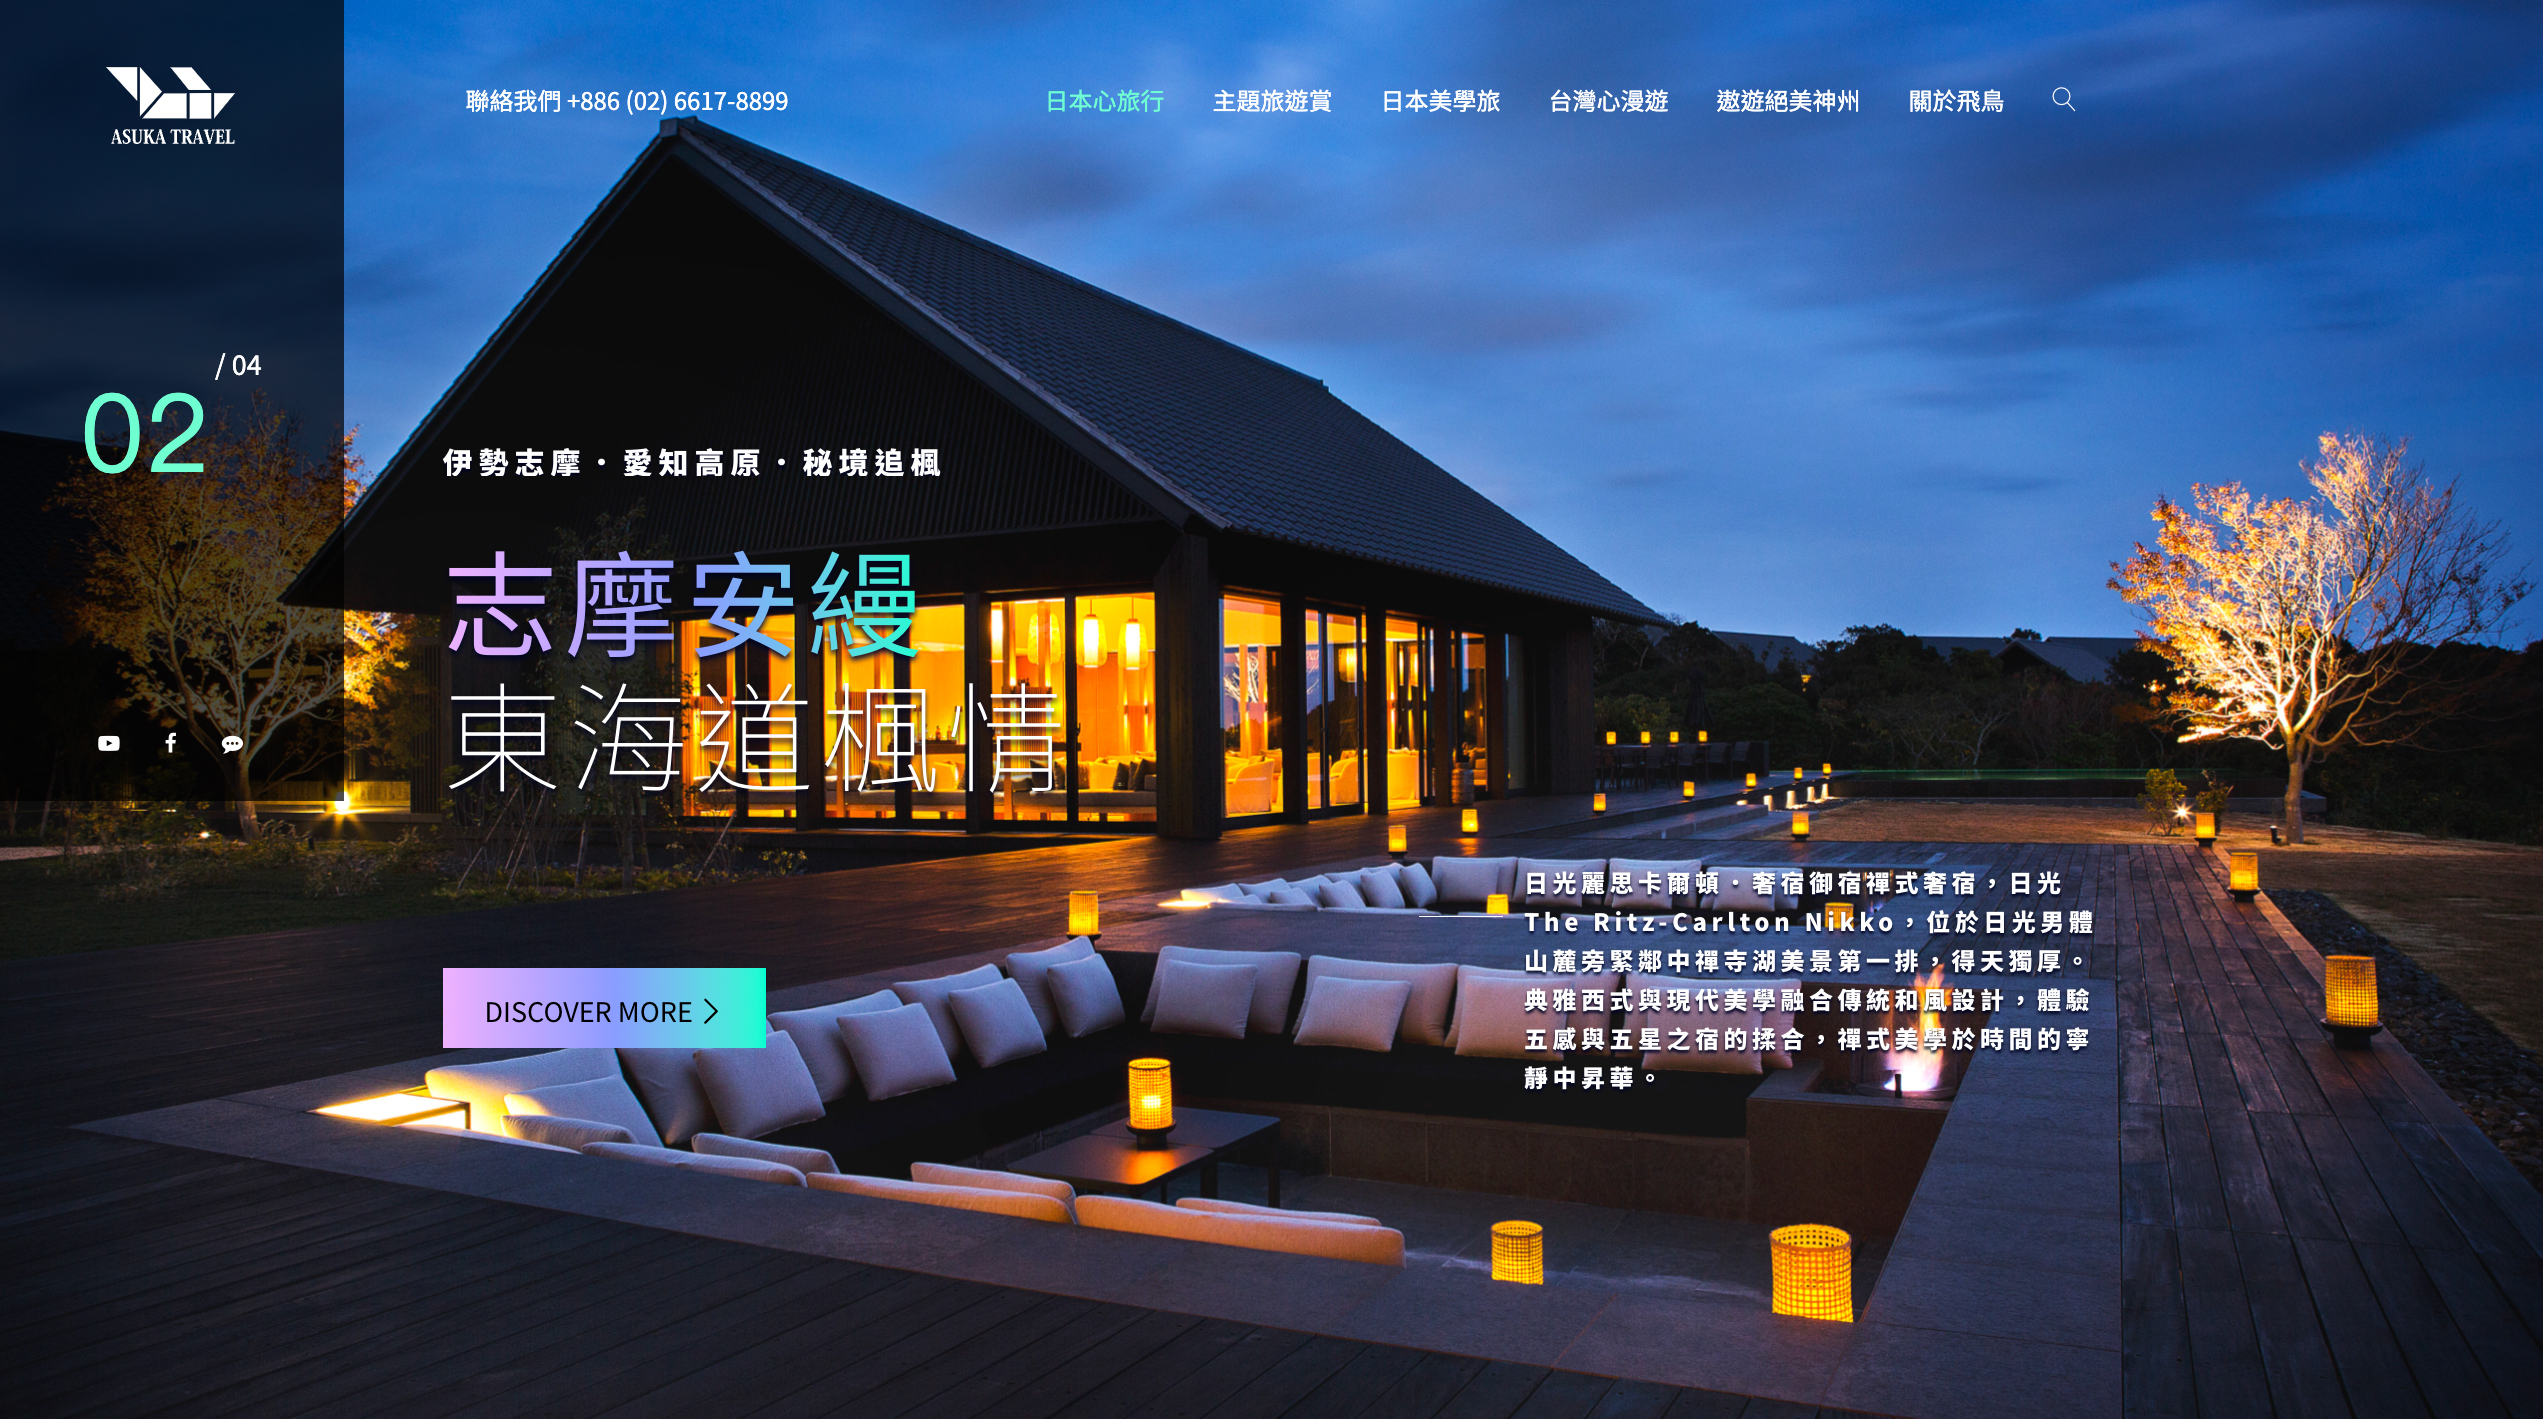 ASUKA TRAVEL
聯絡我們 +886 (02) 6617-8899
日本心旅行 主題旅遊賞 日本美學旅 台灣心漫遊 遨遊絕美神州 關於飛鳥
/ 04
02
伊勢志摩・愛知高原・秘境追楓
志摩安縵
東海道楓情
DISCOVER MORE
日光麗思卡爾頓・奢宿御宿禪式奢宿，日光
The Ritz-Carlton Nikko，位於日光男體
山麓旁緊鄰中禪寺湖美景第一排，得天獨厚。
典雅西式與現代美學融合傳統和風設計，體驗
五感與五星之宿的揉合，禪式美學於時間的寧
靜中昇華。